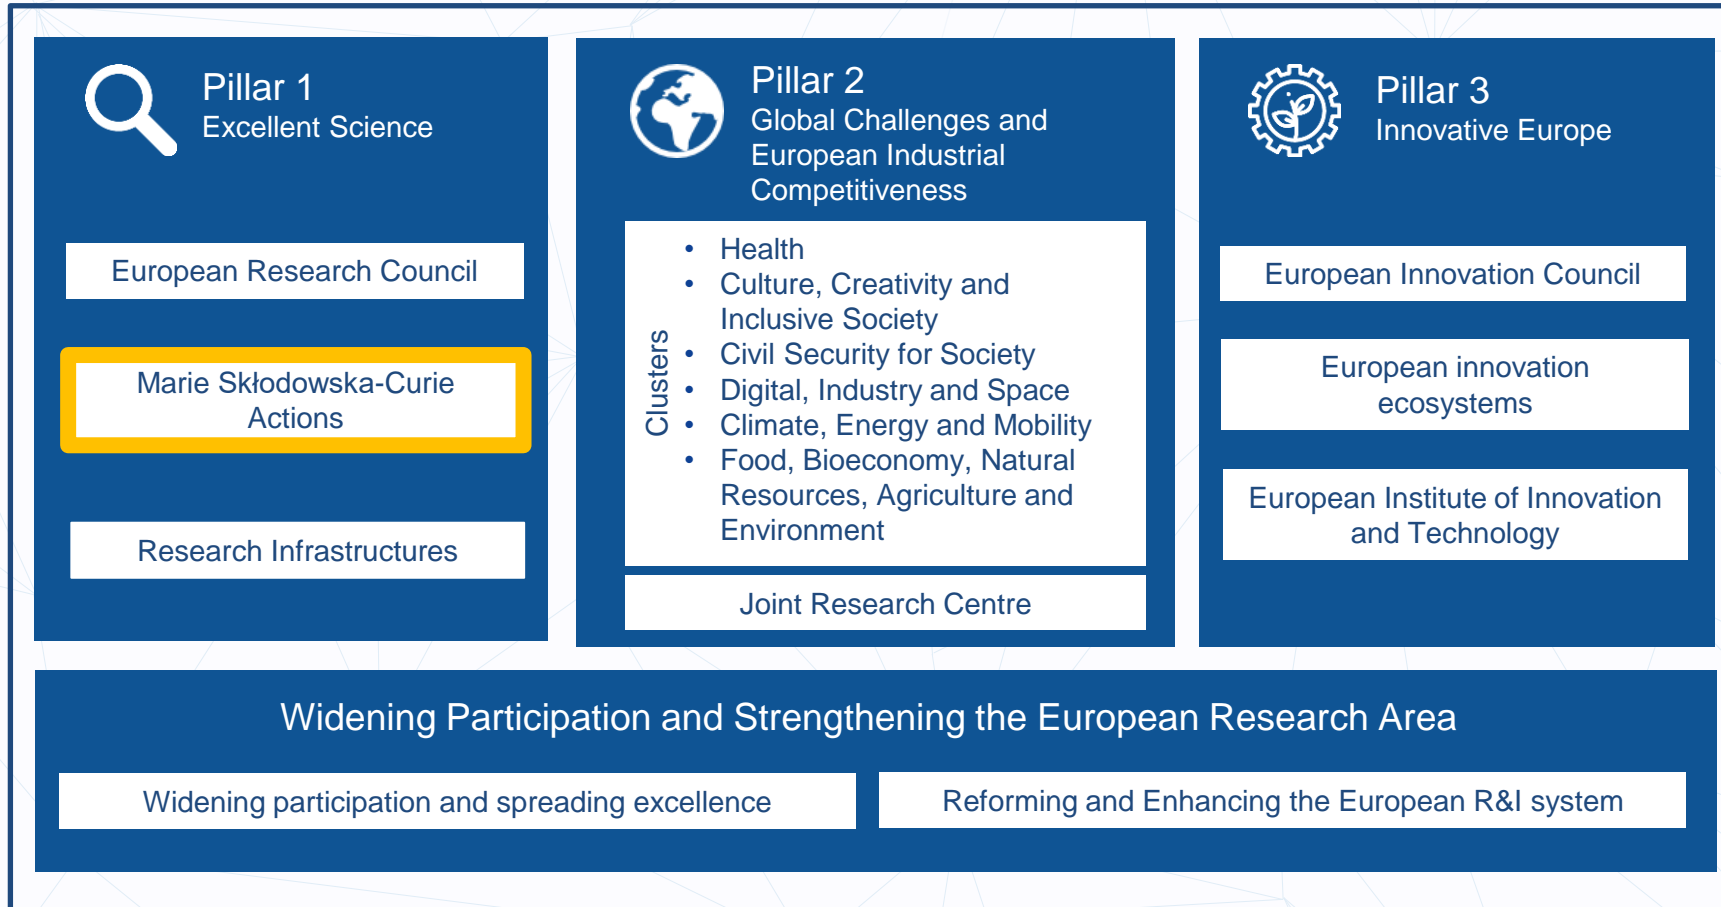 Pillar 1
Excellent Science
European Research Council
Marie Skłodowska-Curie
Actions
Research Infrastructures
Pillar 2
Global Challenges and
European Industrial
Competitiveness
Clusters
• Health
• Culture, Creativity and
Inclusive Society
• Civil Security for Society
• Digital, Industry and Space
• Climate, Energy and Mobility
• Food, Bioeconomy, Natural
Resources, Agriculture and
Environment
Joint Research Centre
Pillar 3
Innovative Europe
European Innovation Council
European innovation
ecosystems
European Institute of Innovation
and Technology
Widening Participation and Strengthening the European Research Area
Widening participation and spreading excellence
Reforming and Enhancing the European R&I system